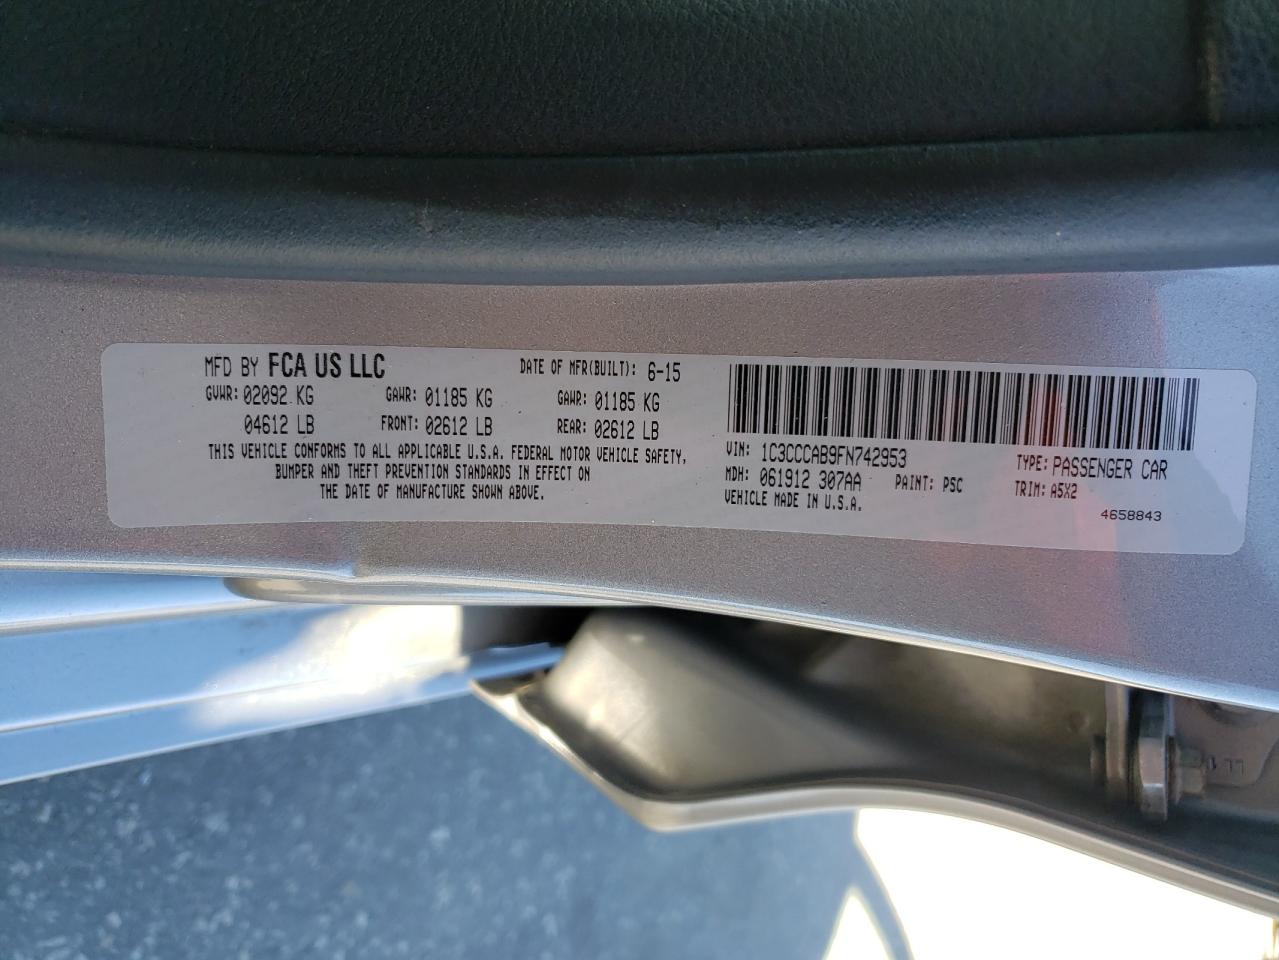 MFD BY FCA US LLC DATE OF MFR(BUILT): 6-15
GVWR: 02092 KG GAWR: 01185 KG GAWR: 01185 KG
04612 LB FRONT: 02612 LB REAR: 02612 LB
THIS VEHICLE CONFORMS TO ALL APPLICABLE U.S.A. FEDERAL MOTOR VEHICLE SAFETY,
BUMPER AND THEFT PREVENTION STANDARDS IN EFFECT ON
THE DATE OF MANUFACTURE SHOWN ABOVE.
VIN: 1C3CCCAB9FN742953 TYPE: PASSENGER CAR
MDH: 061912 307AA PAINT: PSC TRIM: A5X2
VEHICLE MADE IN U.S.A.
4658843